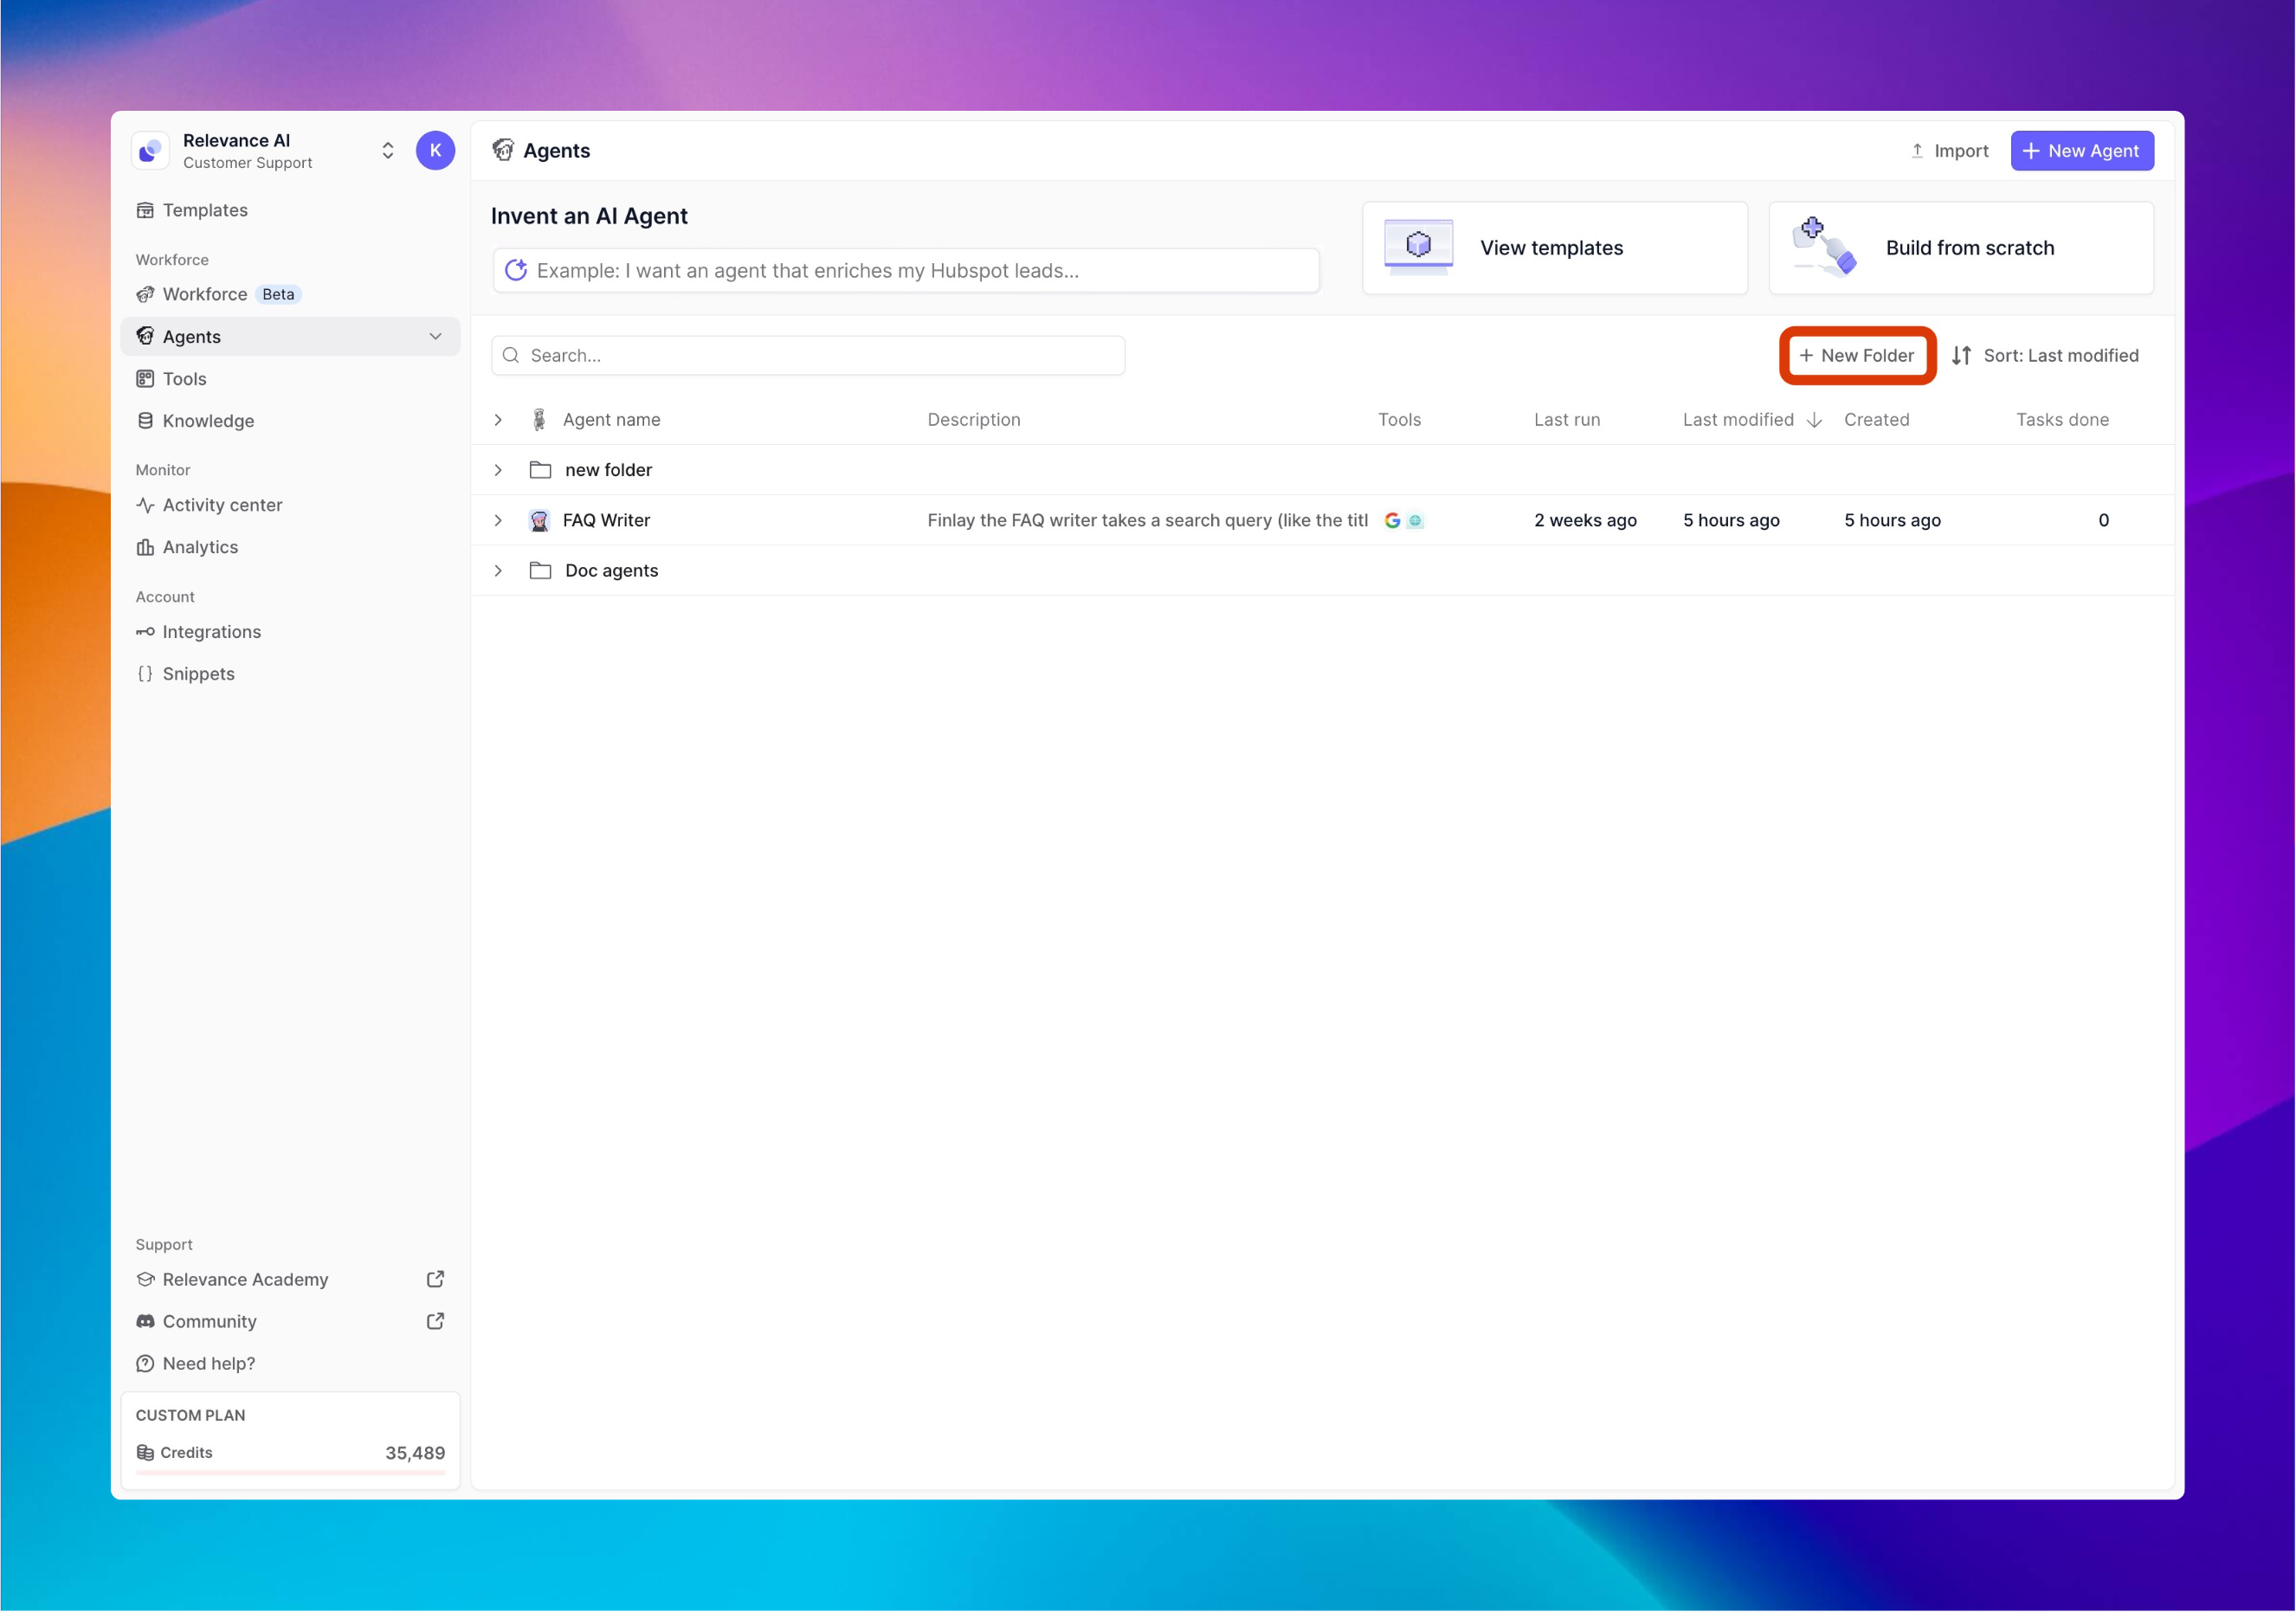 Relevance AI
Customer Support
K
Templates
Workforce
Workforce Beta
Agents
Tools
Knowledge
Monitor
Activity center
Analytics
Account
Integrations
Snippets
Support
Relevance Academy
Community
Need help?
CUSTOM PLAN
Credits 35,489
Agents
Import
New Agent
Invent an AI Agent
Example: I want an agent that enriches my Hubspot leads...
View templates
Build from scratch
Search...
New Folder
Sort: Last modified
Agent name Description Tools Last run Last modified Created Tasks done
new folder
FAQ Writer Finlay the FAQ writer takes a search query (like the titl 2 weeks ago 5 hours ago 5 hours ago 0
Doc agents